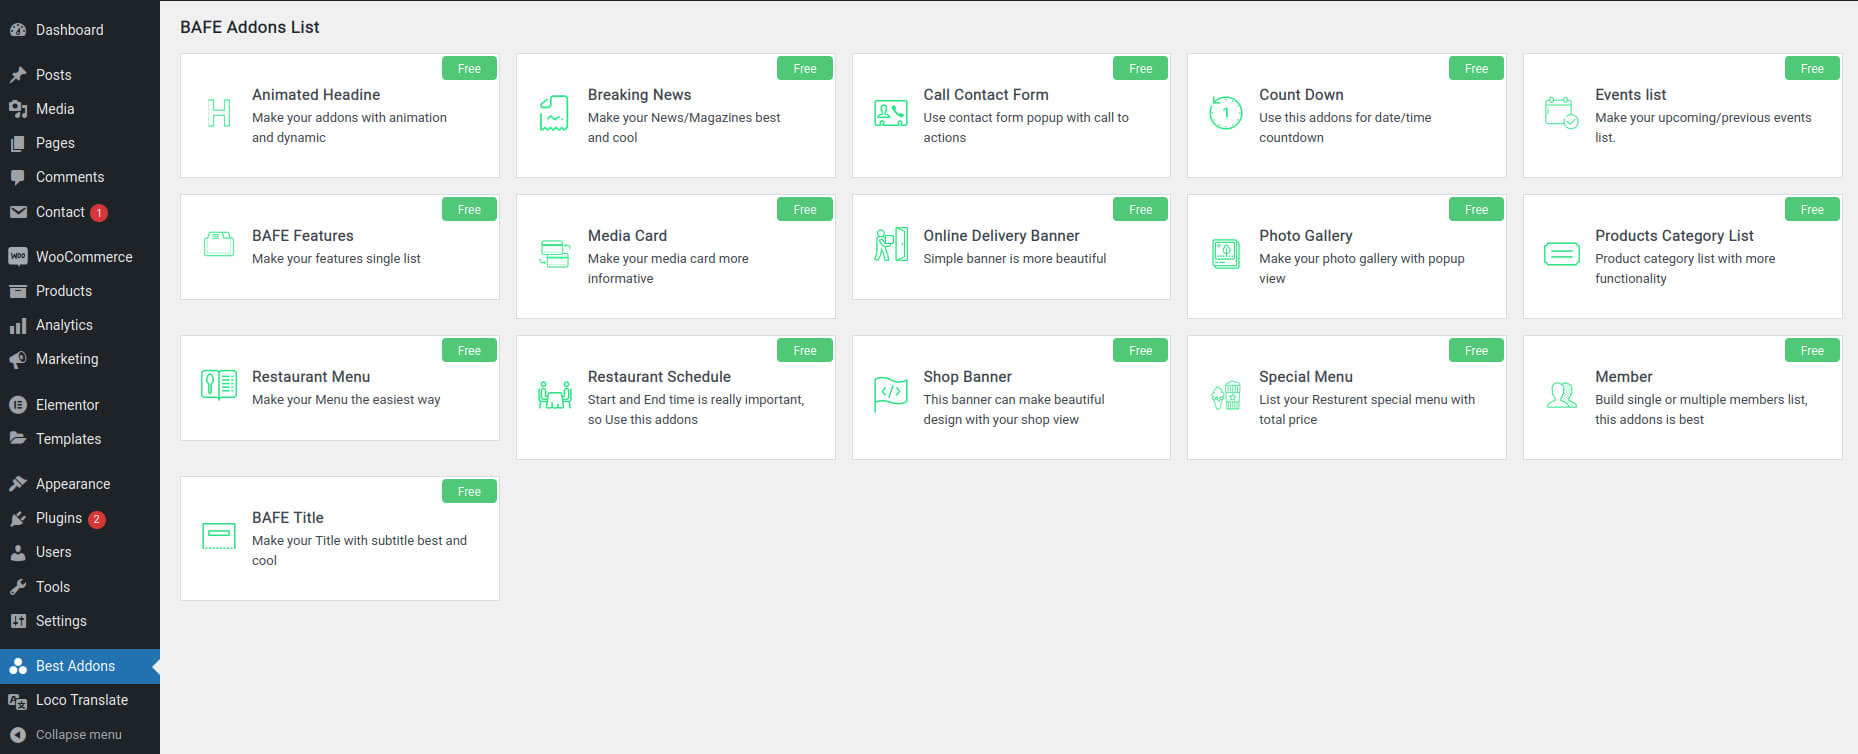 Dashboard
Posts
Media
Pages
Comments
Contact 1
WOO WooCommerce
Products
Analytics
Marketing
Elementor
Templates
Appearance
Plugins 2
Users
Tools
Settings
Best Addons
Loco Translate
Collapse menu
BAFE Addons List
Free
Animated Headine
Make your addons with animation
and dynamic
Free
Breaking News
Make your News/Magazines best
and cool
Free
Call Contact Form
Use contact form popup with call to
actions
Free
1
Count Down
Use this addons for date/time
countdown
Free
Events list
Make your upcoming/previous events
list.
Free
BAFE Features
Make your features single list
Free
Media Card
Make your media card more
informative
Free
Online Delivery Banner
Simple banner is more beautiful
Free
Photo Gallery
Make your photo gallery with popup
view
Free
Products Category List
Product category list with more
functionality
Free
Restaurant Menu
Make your Menu the easiest way
Free
Restaurant Schedule
Start and End time is really important,
so Use this addons
Free
</>
Shop Banner
This banner can make beautiful
design with your shop view
Free
Special Menu
List your Resturent special menu with
total price
Free
Member
Build single or multiple members list,
this addons is best
Free
BAFE Title
Make your Title with subtitle best and
cool